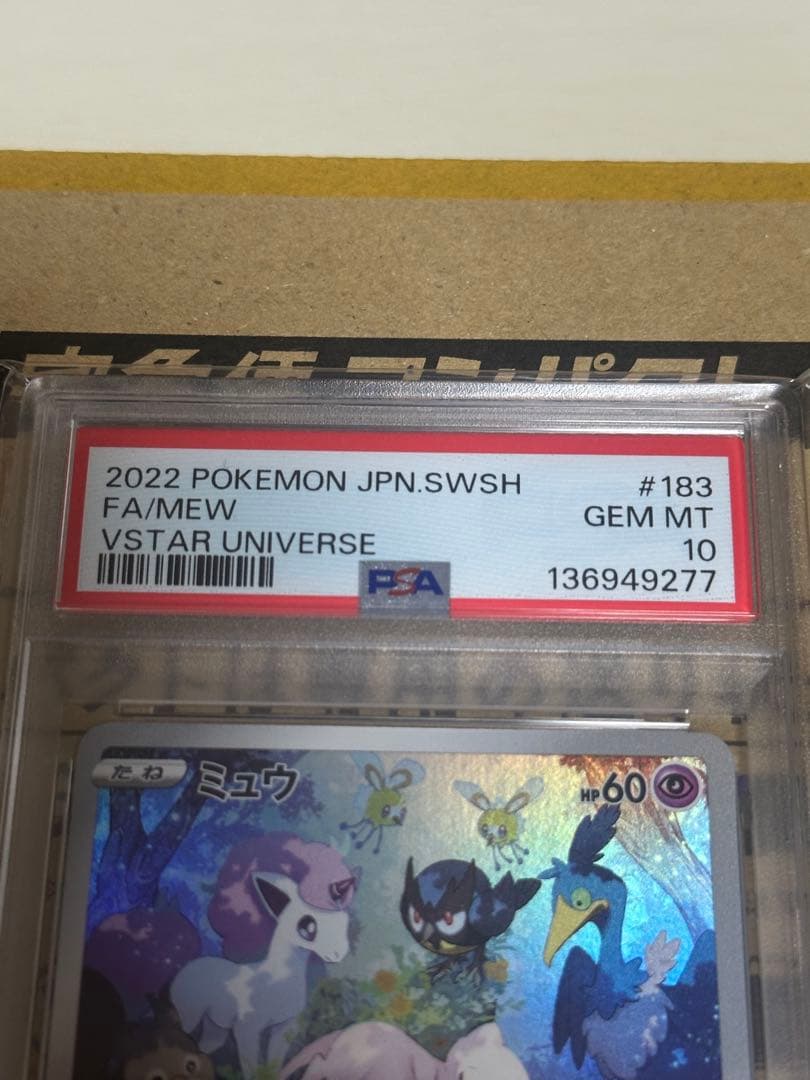 2022 POKEMON JPN.SWSH #183
FA/MEW GEM MT
VSTAR UNIVERSE 10
PSA 136949277
たね ミュウ HP60